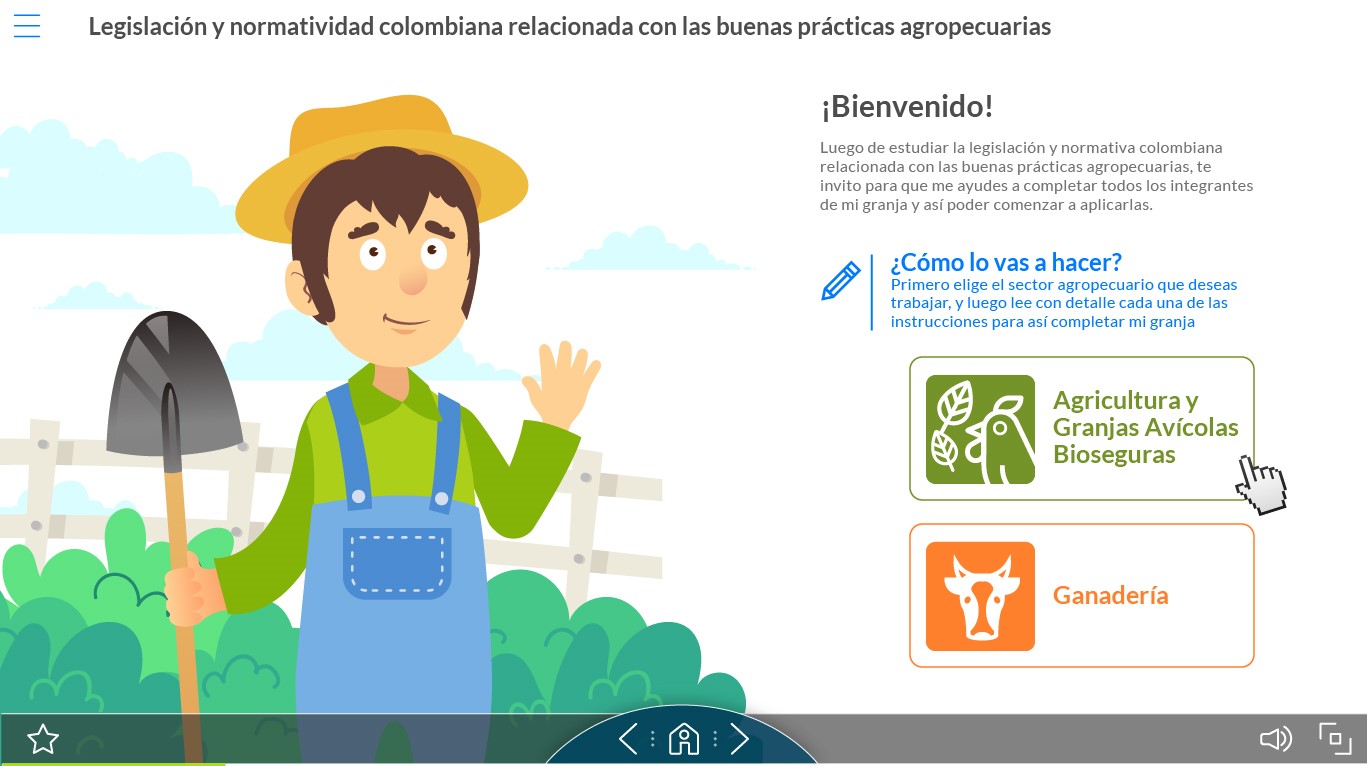 Legislación y normatividad colombiana relacionada con las buenas prácticas agropecuarias
¡Bienvenido!
Luego de estudiar la legislación y normativa colombiana
relacionada con las buenas prácticas agropecuarias, te
invito para que me ayudes a completar todos los integrantes
de mi granja y así poder comenzar a aplicarlas.
¿Cómo lo vas a hacer?
Primero elige el sector agropecuario que deseas
trabajar, y luego lee con detalle cada una de las
instrucciones para así completar mi granja
Agricultura y
Granjas Avícolas
Bioseguras
Ganadería